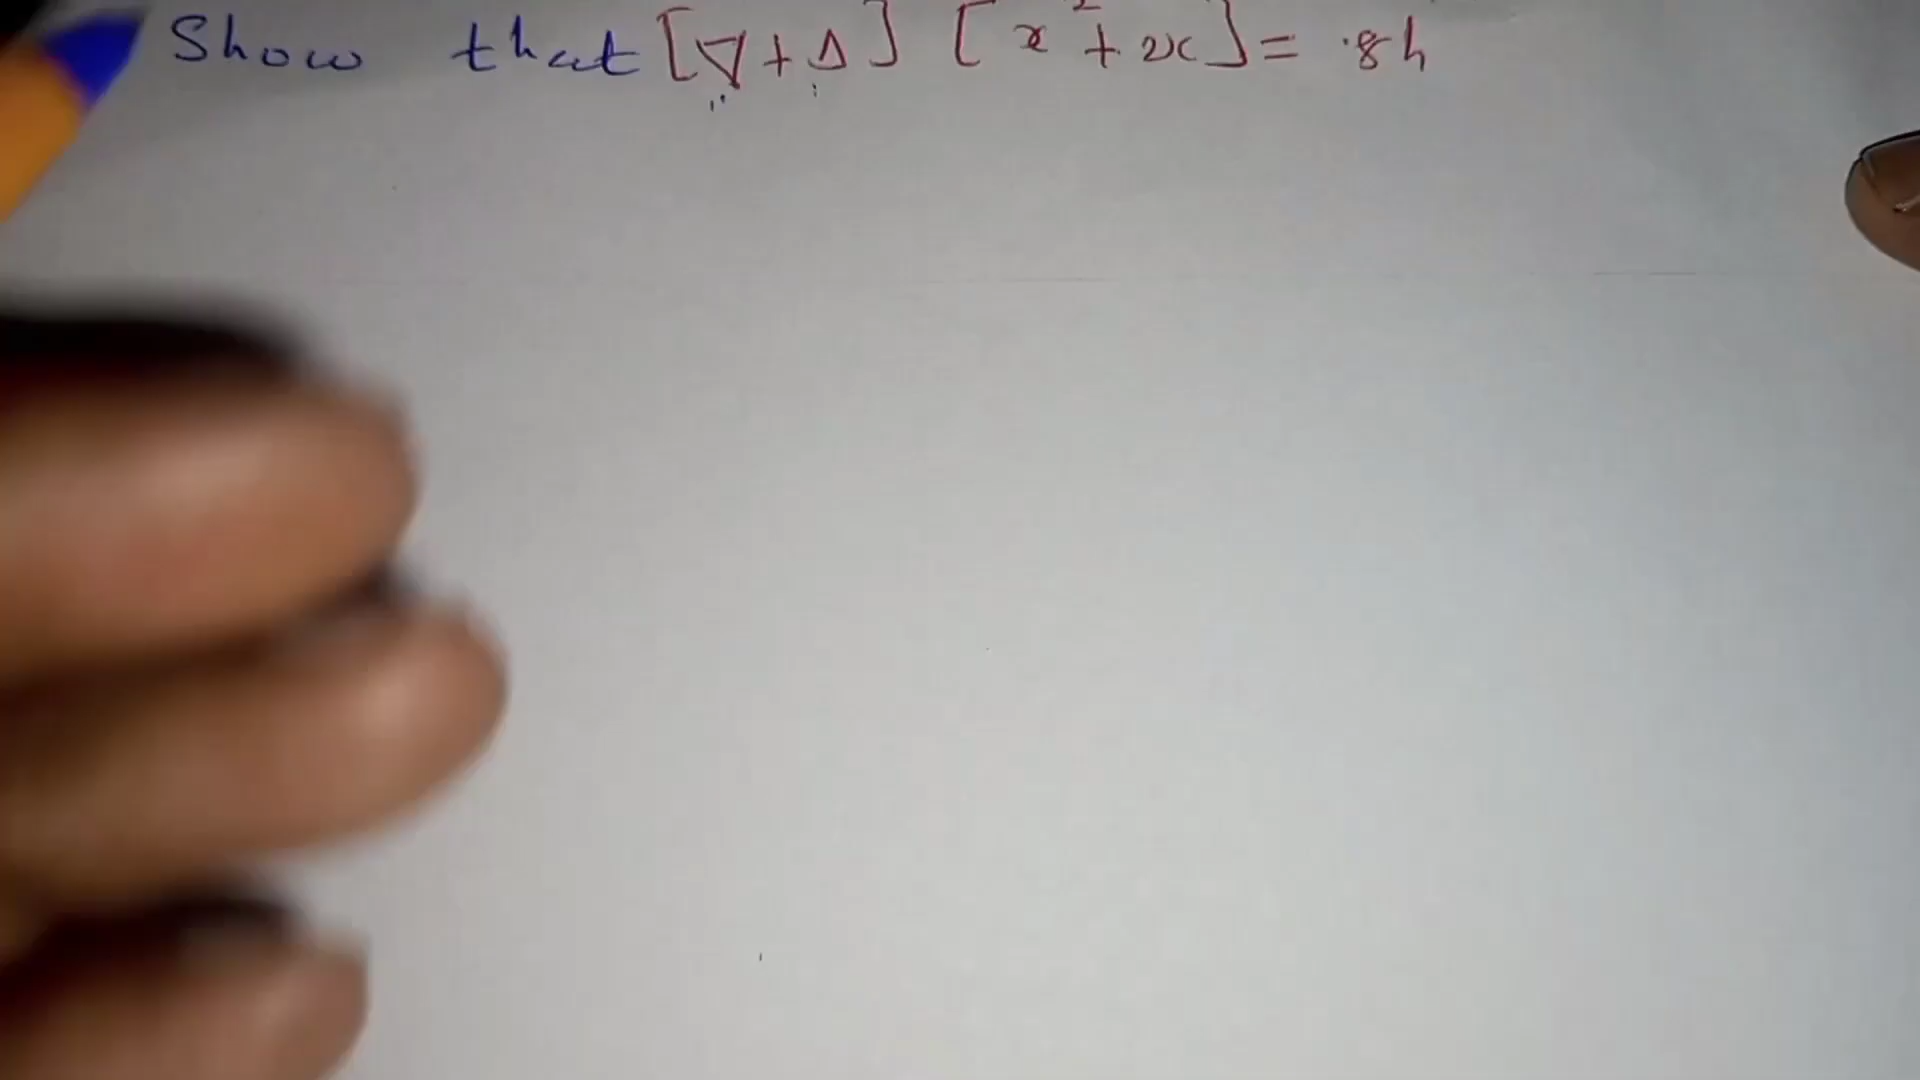 Show that [∇+Δ] [x²+x]= ·8h